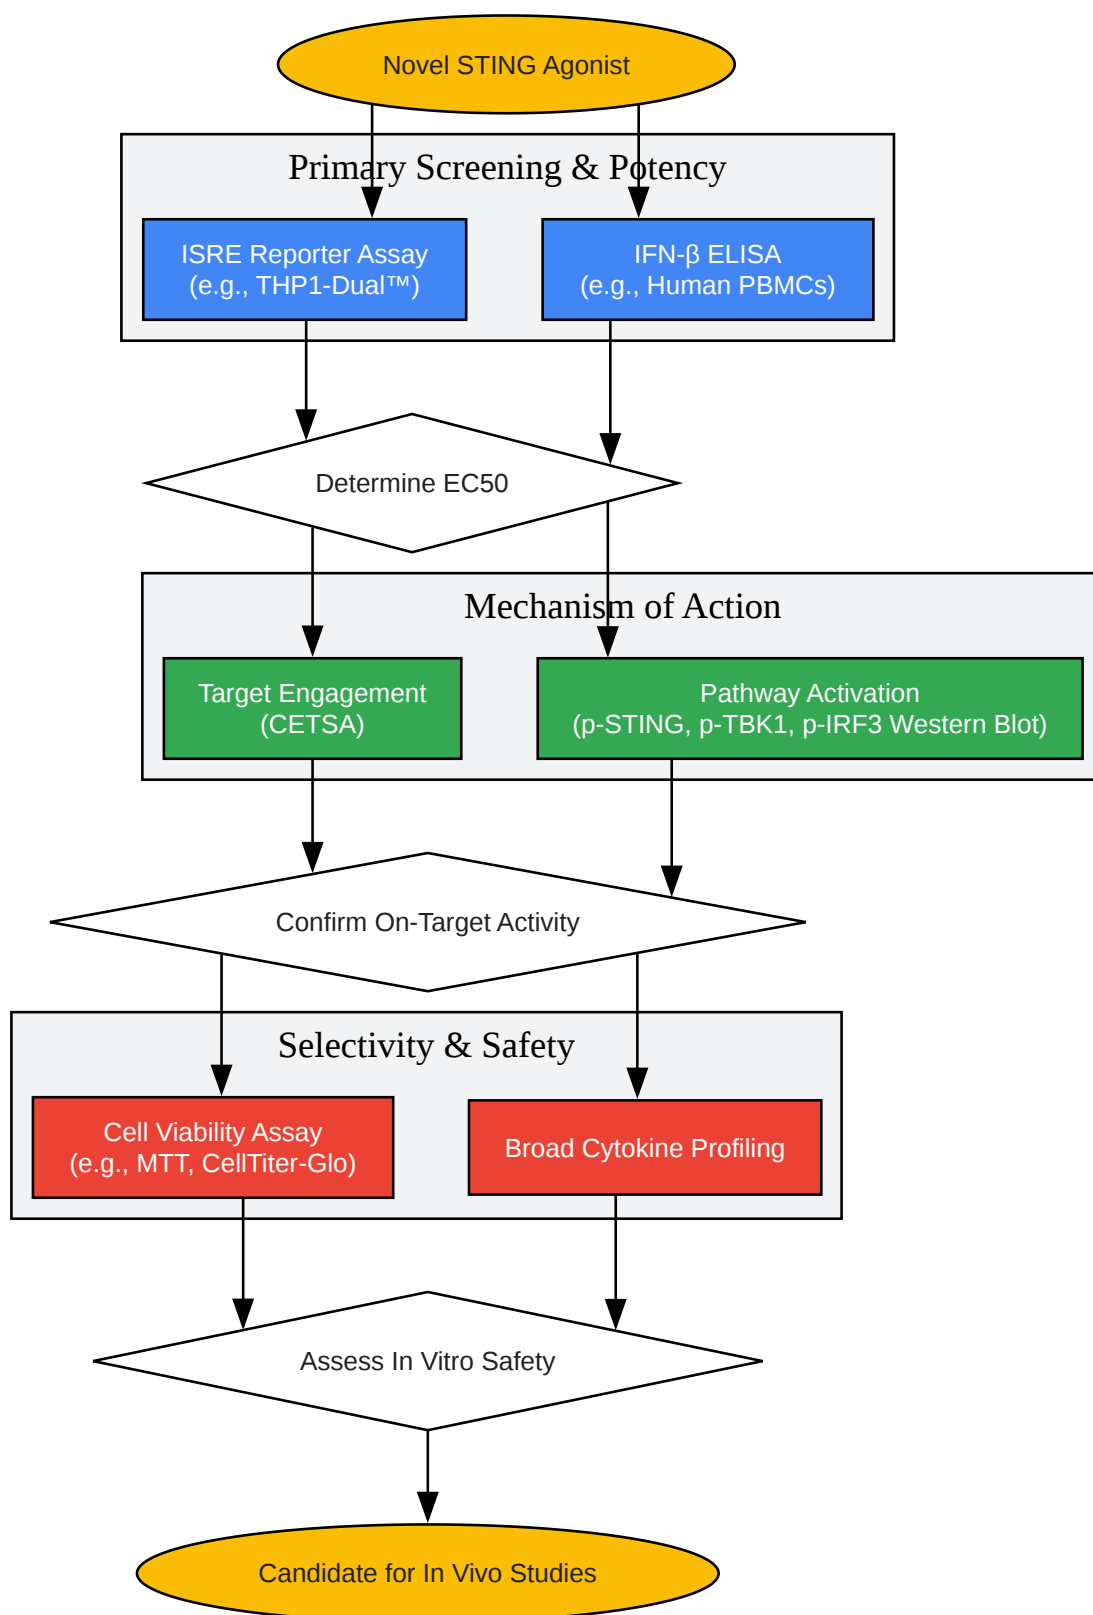 Novel STING Agonist
Primary Screening & Potency
ISRE Reporter Assay
(e.g., THP1-Dual™)
IFN-β ELISA
(e.g., Human PBMCs)
Determine EC50
Mechanism of Action
Target Engagement
(CETSA)
Pathway Activation
(p-STING, p-TBK1, p-IRF3 Western Blot)
Confirm On-Target Activity
Selectivity & Safety
Cell Viability Assay
(e.g., MTT, CellTiter-Glo)
Broad Cytokine Profiling
Assess In Vitro Safety
Candidate for In Vivo Studies